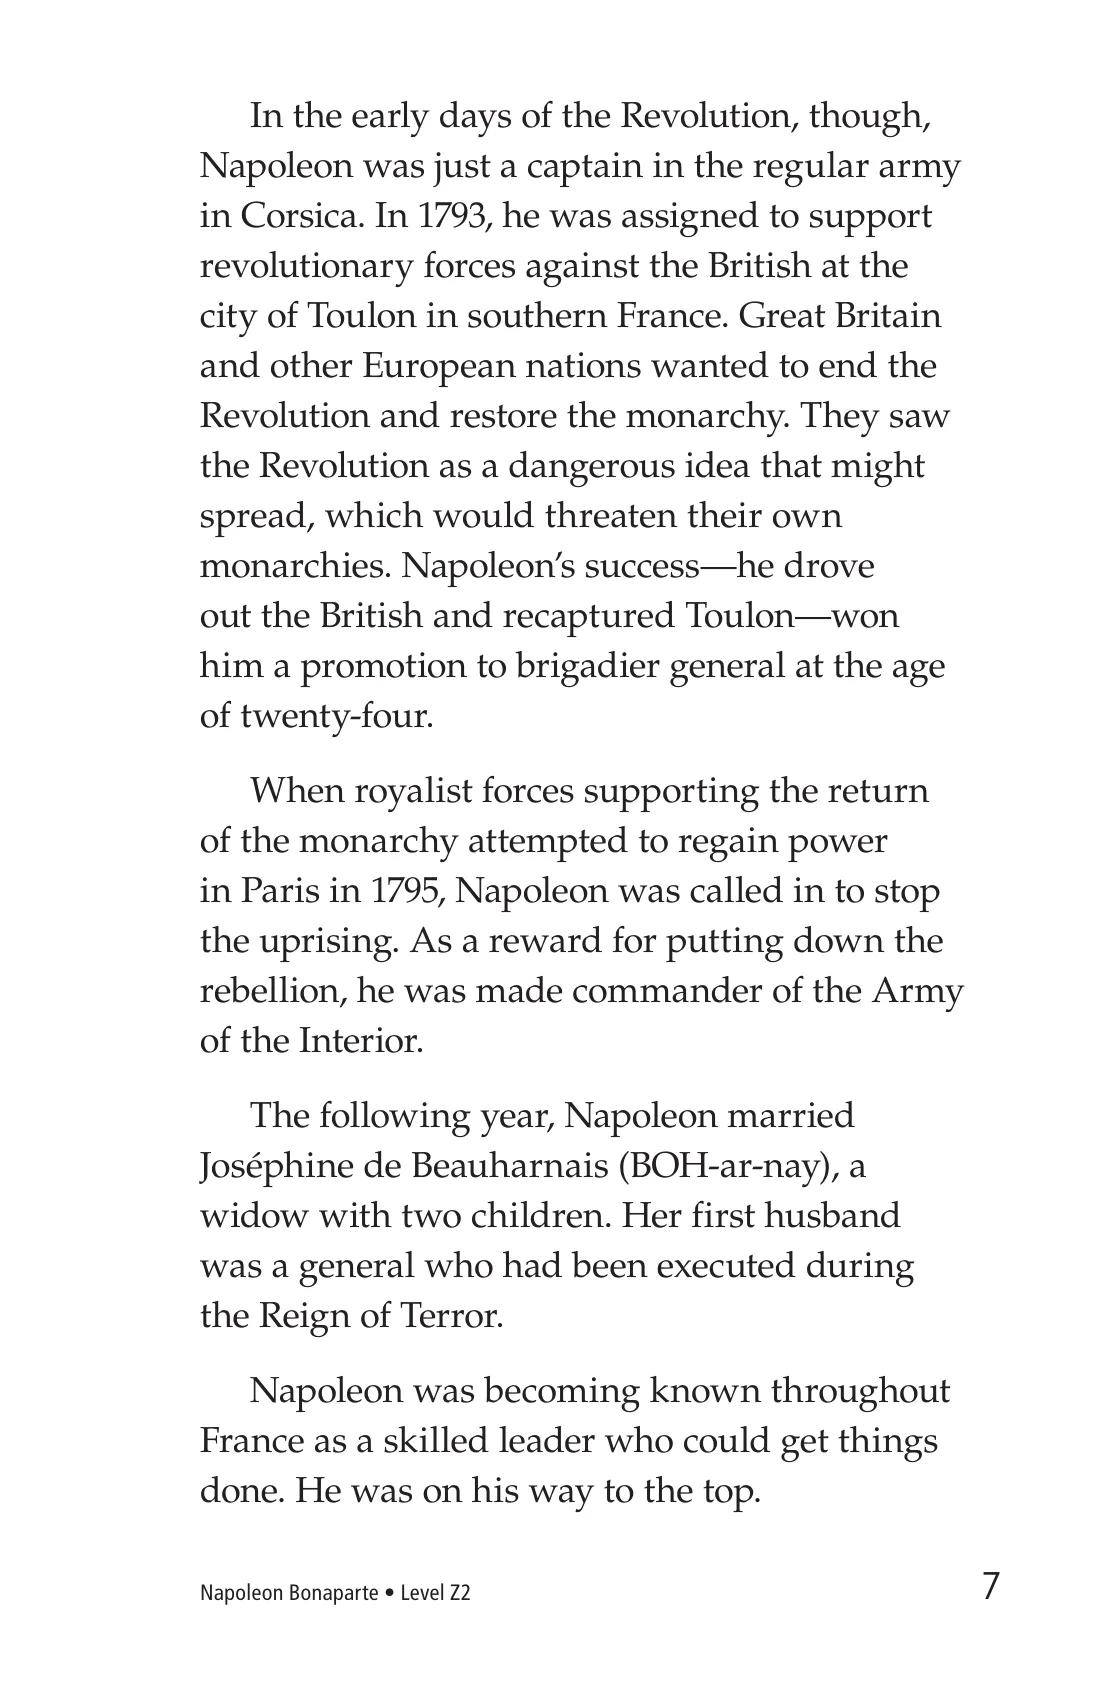 In the early days of the Revolution, though,
Napoleon was just a captain in the regular army
in Corsica. In 1793, he was assigned to support
revolutionary forces against the British at the
city of Toulon in southern France. Great Britain
and other European nations wanted to end the
Revolution and restore the monarchy. They saw
the Revolution as a dangerous idea that might
spread, which would threaten their own
monarchies. Napoleon’s success—he drove
out the British and recaptured Toulon—won
him a promotion to brigadier general at the age
of twenty-four.
When royalist forces supporting the return
of the monarchy attempted to regain power
in Paris in 1795, Napoleon was called in to stop
the uprising. As a reward for putting down the
rebellion, he was made commander of the Army
of the Interior.
The following year, Napoleon married
Joséphine de Beauharnais (BOH-ar-nay), a
widow with two children. Her first husband
was a general who had been executed during
the Reign of Terror.
Napoleon was becoming known throughout
France as a skilled leader who could get things
done. He was on his way to the top.
Napoleon Bonaparte • Level Z2
7